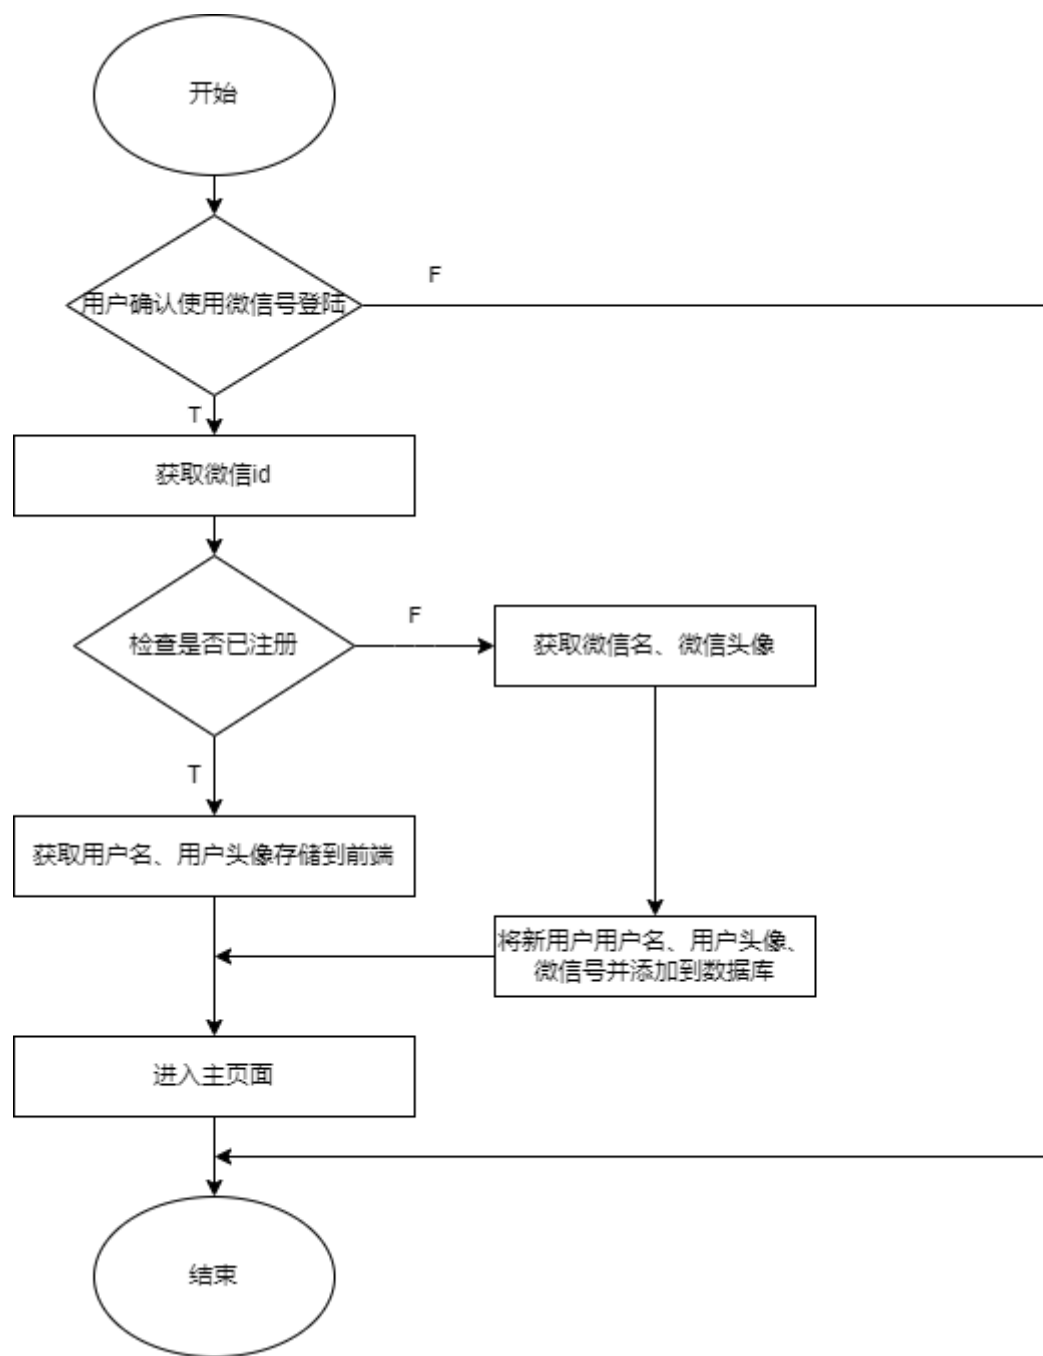 开始
用户确认使用微信号登陆
F
T
获取微信id
检查是否已注册
F
获取微信名、微信头像
T
获取用户名、用户头像存储到前端
将新用户用户名、用户头像、
微信号并添加到数据库
进入主页面
结束